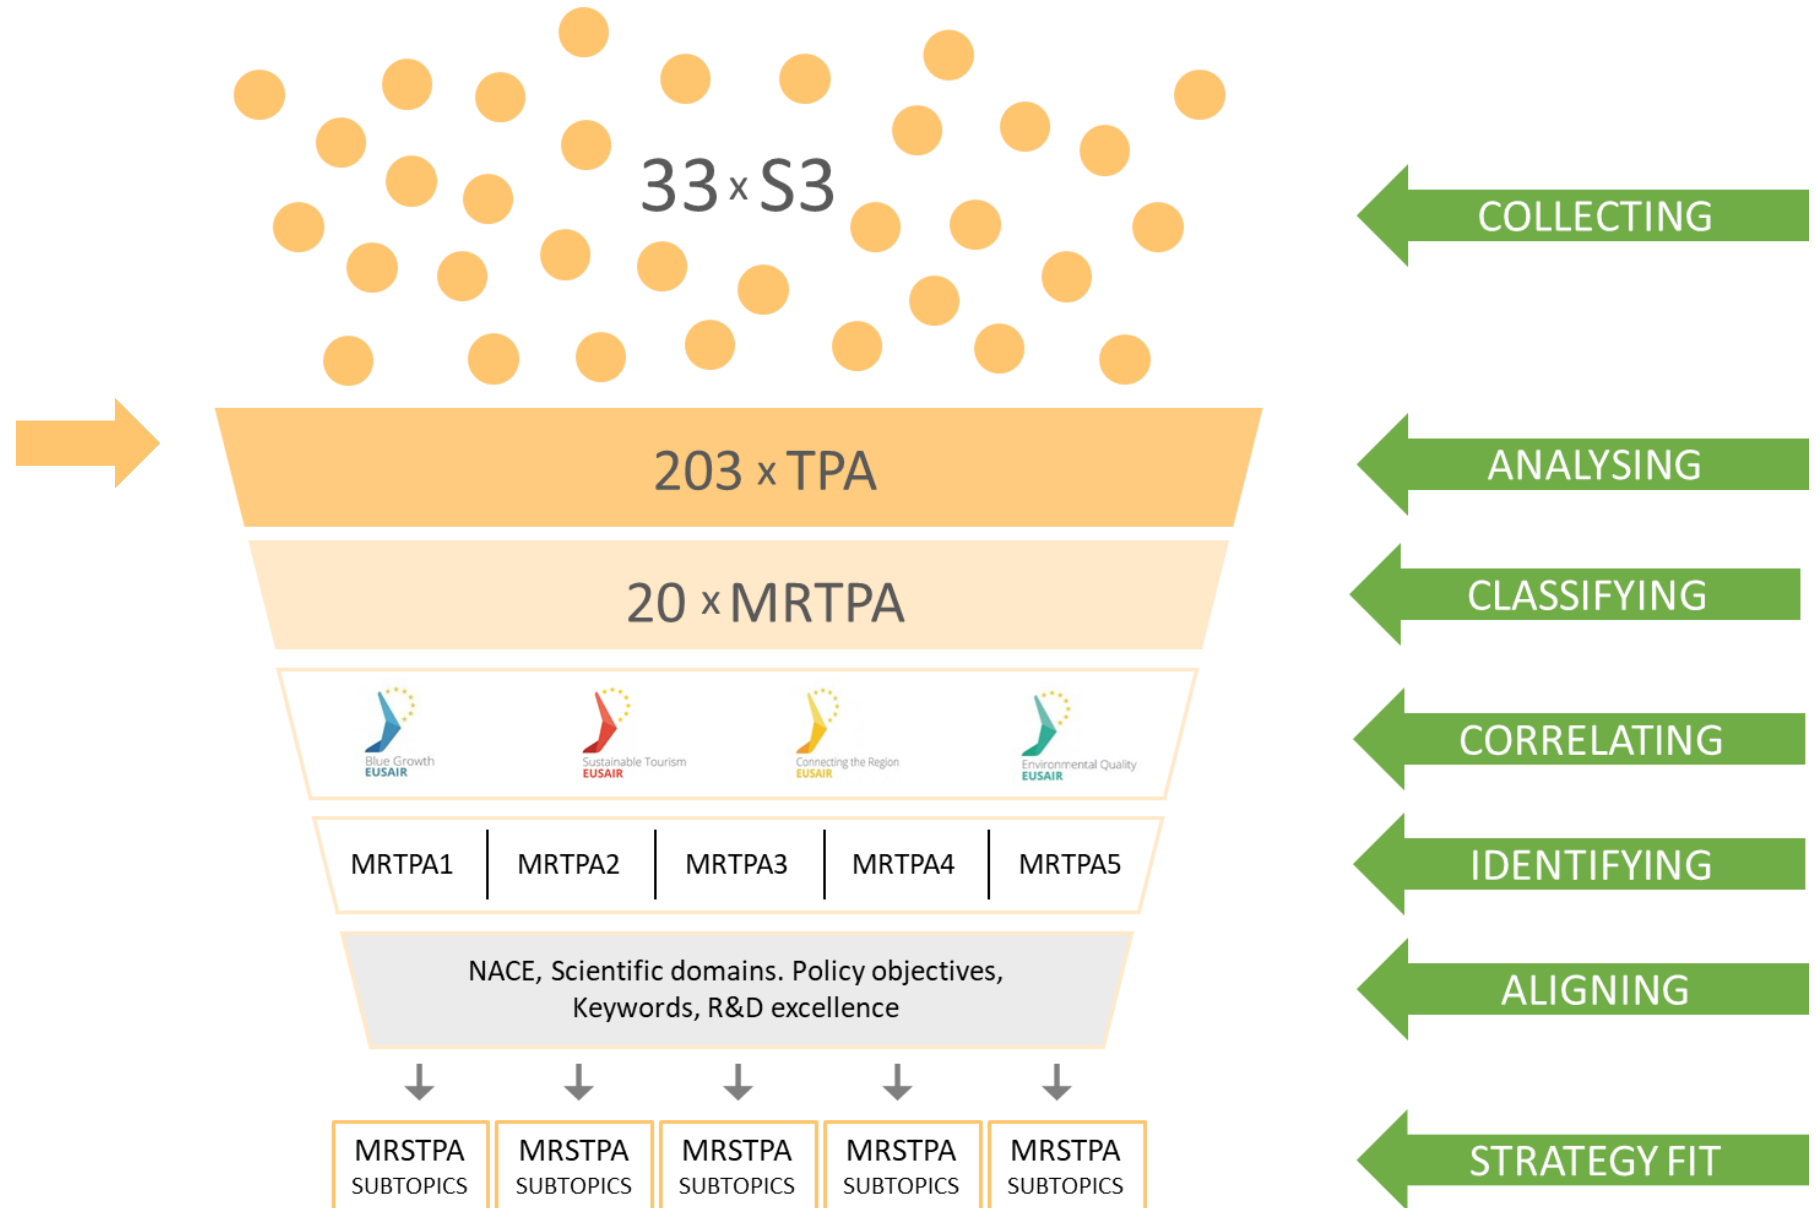 33 x S3
COLLECTING
203 x TPA
ANALYSING
20 x MRTPA
CLASSIFYING
Blue Growth
EUSAIR
Sustainable Tourism
EUSAIR
Connecting the Region
EUSAIR
Environmental Quality
EUSAIR
CORRELATING
MRTPA1
MRTPA2
MRTPA3
MRTPA4
MRTPA5
IDENTIFYING
NACE, Scientific domains. Policy objectives,
Keywords, R&D excellence
ALIGNING
MRSTPA
SUBTOPICS
MRSTPA
SUBTOPICS
MRSTPA
SUBTOPICS
MRSTPA
SUBTOPICS
MRSTPA
SUBTOPICS
STRATEGY FIT